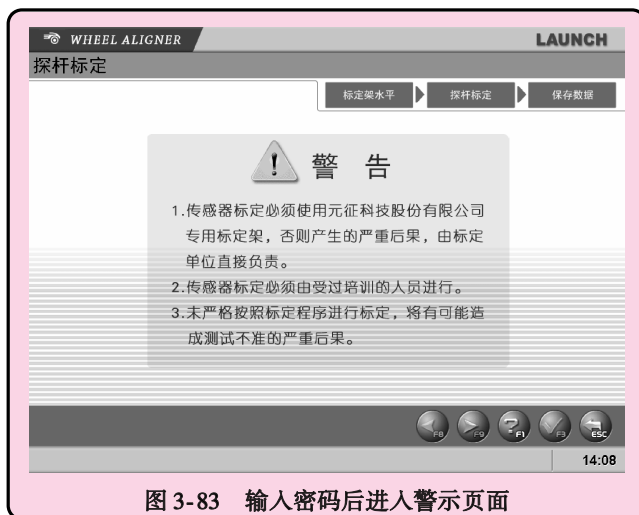 WHEEL ALIGNER
LAUNCH
探杆标定
标定架水平 探杆标定 保存数据
警 告
1.传感器标定必须使用元征科技股份有限公司
专用标定架，否则产生的严重后果，由标定
单位直接负责。
2.传感器标定必须由受过培训的人员进行。
3.未严格按照标定程序进行标定，将有可能造
成测试不准的严重后果。
F8 F9 ? F1 F3 ESC
14:08
图 3-83 输入密码后进入警示页面